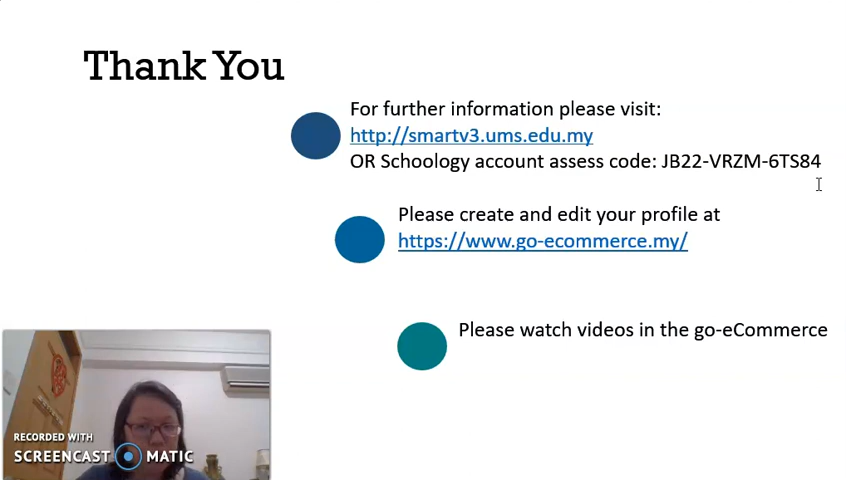 Thank You
For further information please visit:
http://smartv3.ums.edu.my
OR Schoology account assess code: JB22-VRZM-6TS84
Please create and edit your profile at
https://www.go-ecommerce.my/
Please watch videos in the go-eCommerce
RECORDED WITH
SCREENCAST MATIC